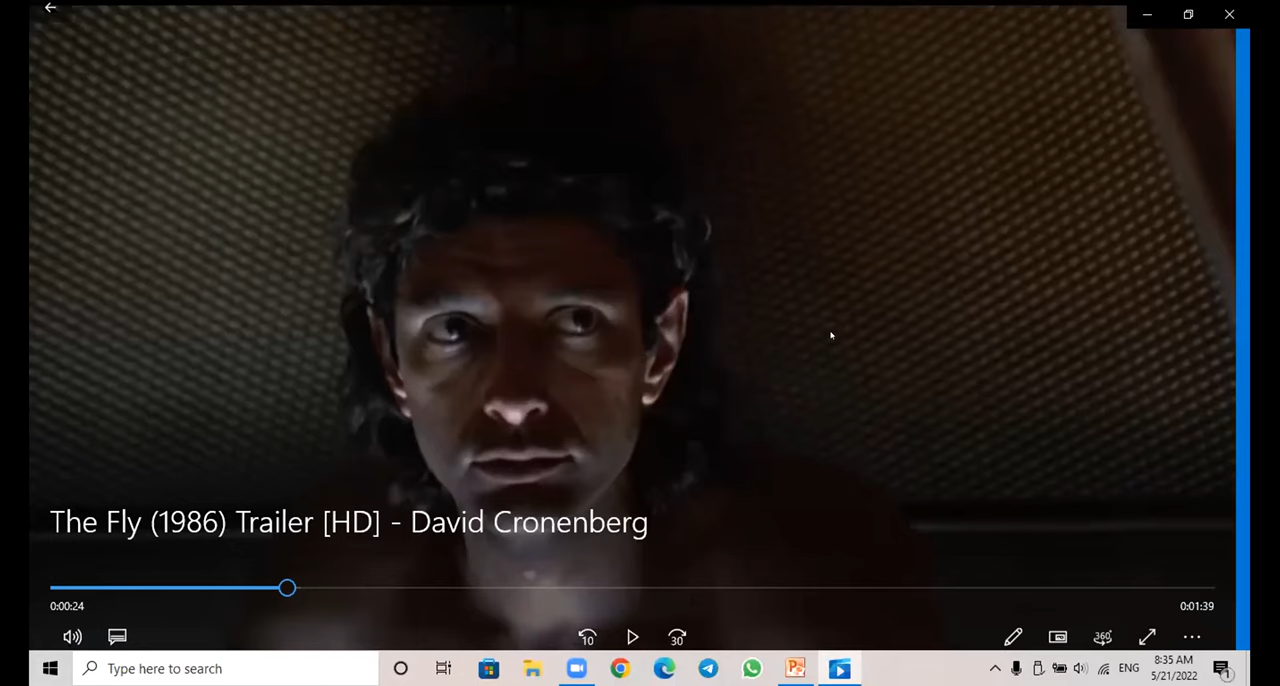 The Fly (1986) Trailer [HD] - David Cronenberg
0:00:24
0:01:39
10
30
360
Type here to search
ENG
8:35 AM
5/21/2022
1